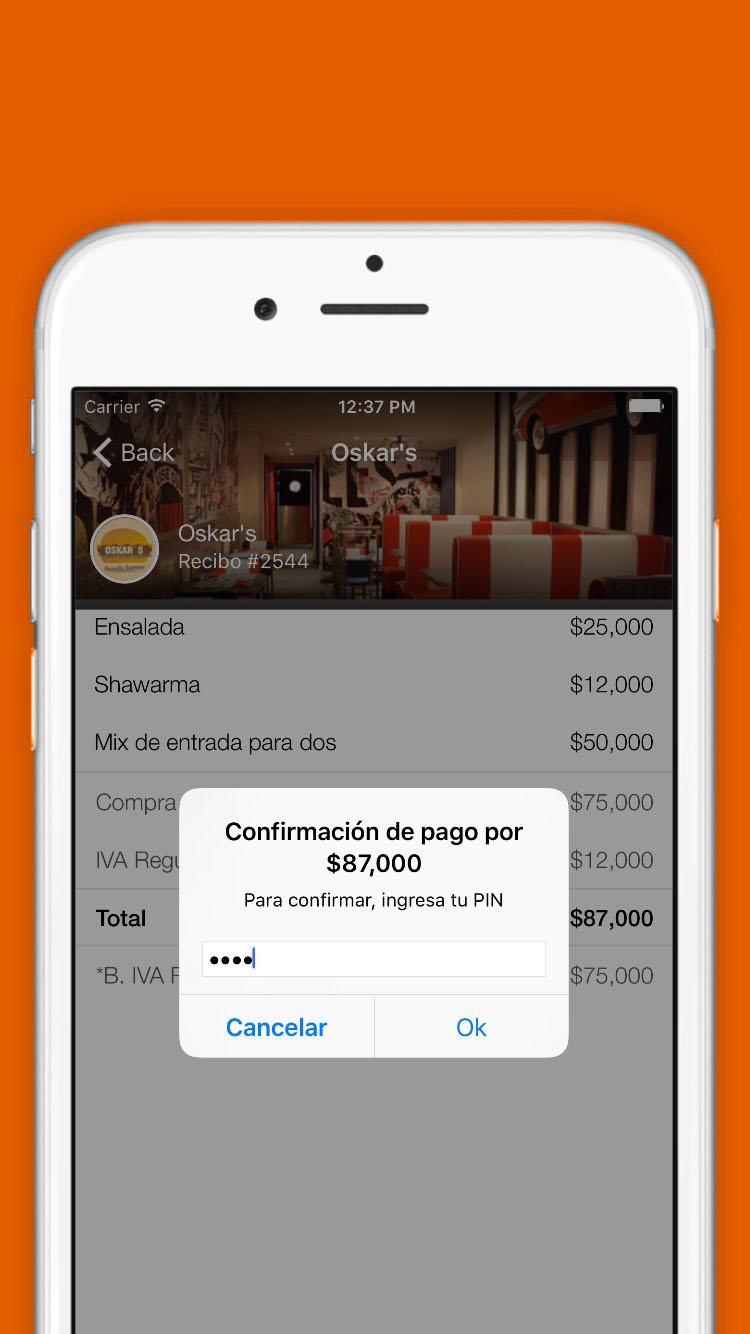 Carrier
12:37 PM
Back
Oskar's
OSKAR´S
Oskar's
Recibo #2544
Ensalada $25,000
Shawarma $12,000
Mix de entrada para dos $50,000
Compra $75,000
IVA Regu $12,000
Total $87,000
*B. IVA $75,000
Confirmación de pago por
$87,000
Para confirmar, ingresa tu PIN
••••
Cancelar
Ok